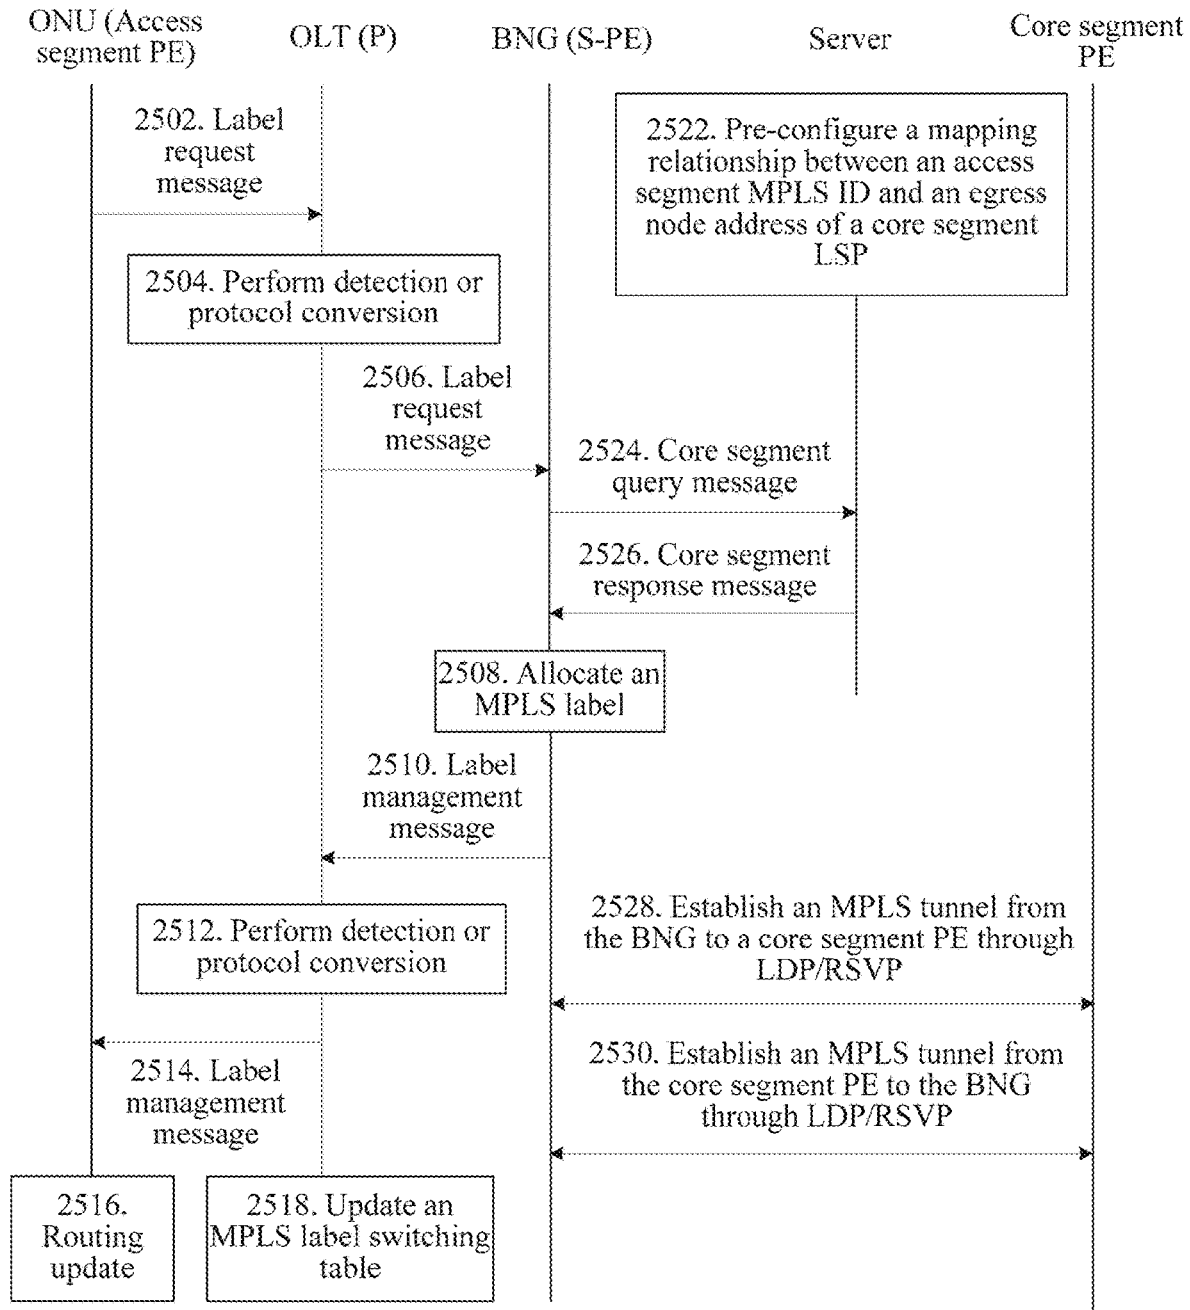 ONU (Access
segment PE)
OLT (P)
BNG (S-PE)
Server
Core segment
PE
2502. Label
request
message
2522. Pre-configure a mapping
relationship between an access
segment MPLS ID and an egress
node address of a core segment
LSP
2504. Perform detection or
protocol conversion
2506. Label
request
message
2524. Core segment
query message
2526. Core segment
response message
2508. Allocate an
MPLS label
2510. Label
management
message
2512. Perform detection or
protocol conversion
2528. Establish an MPLS tunnel from
the BNG to a core segment PE through
LDP/RSVP
2514. Label
management
message
2530. Establish an MPLS tunnel from
the core segment PE to the BNG
through LDP/RSVP
2516.
Routing
update
2518. Update an
MPLS label switching
table